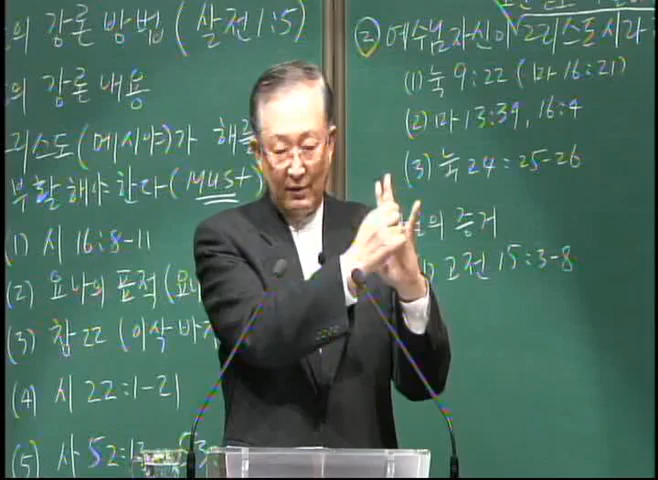 의 강론 방법 (살전 1:5)
의 강론 내용
리스도(메시야)가 해를
부활해야 한다 (Must)
(1) 시 16:8-11
(2) 요나의 표적 (요나
(3) 창 22 (이삭 바치
(4) 시 22:1-21
(5) 사 52:13 53
② 예수님 자신이 그리스도시라
(1) 눅 9:22 (마 16:21)
(2) 마 13:39, 16:4
(3) 눅 24:25-26
의 증거
고전 15:3-8